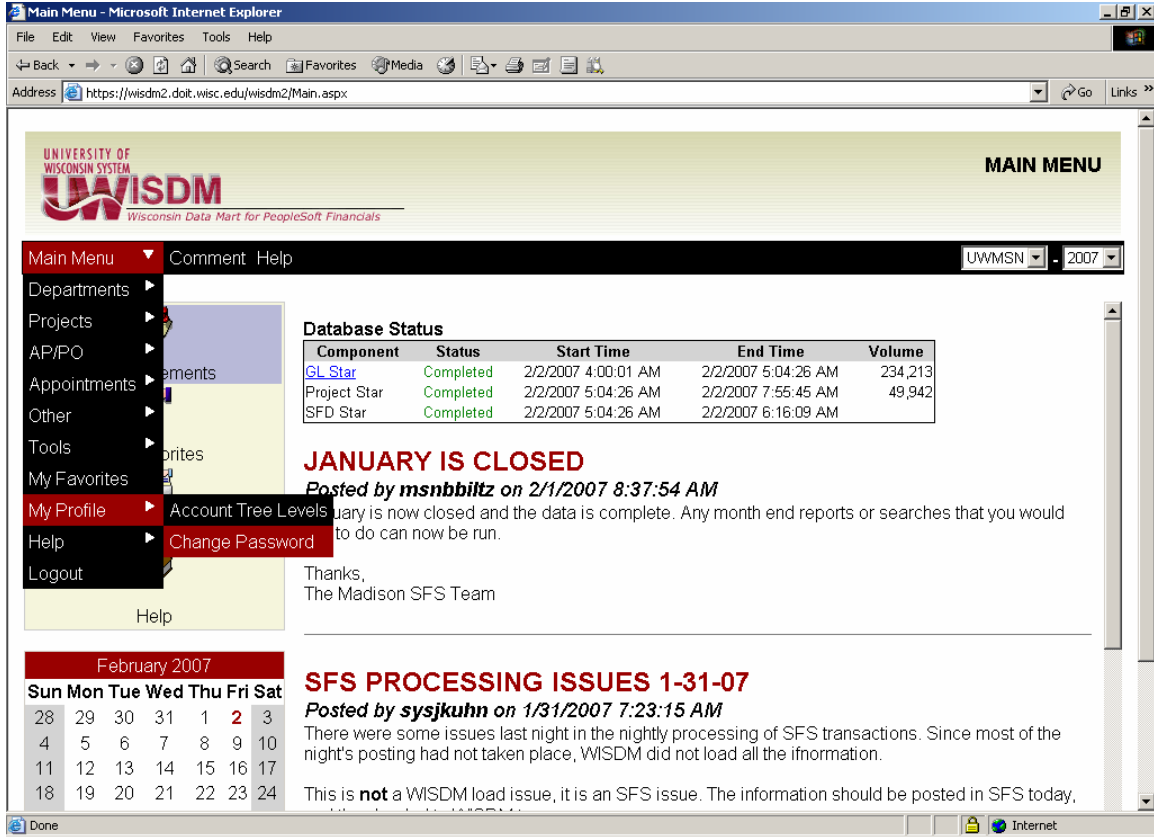 Main Menu - Microsoft Internet Explorer
File Edit View Favorites Tools Help
Back Search Favorites Media
Address https://wisdm2.doit.wisc.edu/wisdm2/Main.aspx Go Links »
UNIVERSITY OF
WISCONSIN SYSTEM
UWISDM
Wisconsin Data Mart for PeopleSoft Financials
MAIN MENU
Main Menu Comment Help UWMSN - 2007
Departments
Projects
AP/PO
Appointments
Other
Tools
My Favorites
My Profile
Help
Logout
Account Tree Levels
Change Password
ements
orites
Help
Database Status
Component Status Start Time End Time Volume
GL Star Completed 2/2/2007 4:00:01 AM 2/2/2007 5:04:26 AM 234,213
Project Star Completed 2/2/2007 5:04:26 AM 2/2/2007 7:55:45 AM 49,942
SFD Star Completed 2/2/2007 5:04:26 AM 2/2/2007 6:16:09 AM
JANUARY IS CLOSED
Posted by msnbbiltz on 2/1/2007 8:37:54 AM
uary is now closed and the data is complete. Any month end reports or searches that you would
to do can now be run.
Thanks,
The Madison SFS Team
February 2007
Sun Mon Tue Wed Thu Fri Sat
28 29 30 31 1 2 3
4 5 6 7 8 9 10
11 12 13 14 15 16 17
18 19 20 21 22 23 24
SFS PROCESSING ISSUES 1-31-07
Posted by sysjkuhn on 1/31/2007 7:23:15 AM
There were some issues last night in the nightly processing of SFS transactions. Since most of the
night's posting had not taken place, WISDM did not load all the ifnormation.
This is not a WISDM load issue, it is an SFS issue. The information should be posted in SFS today,
Done Internet